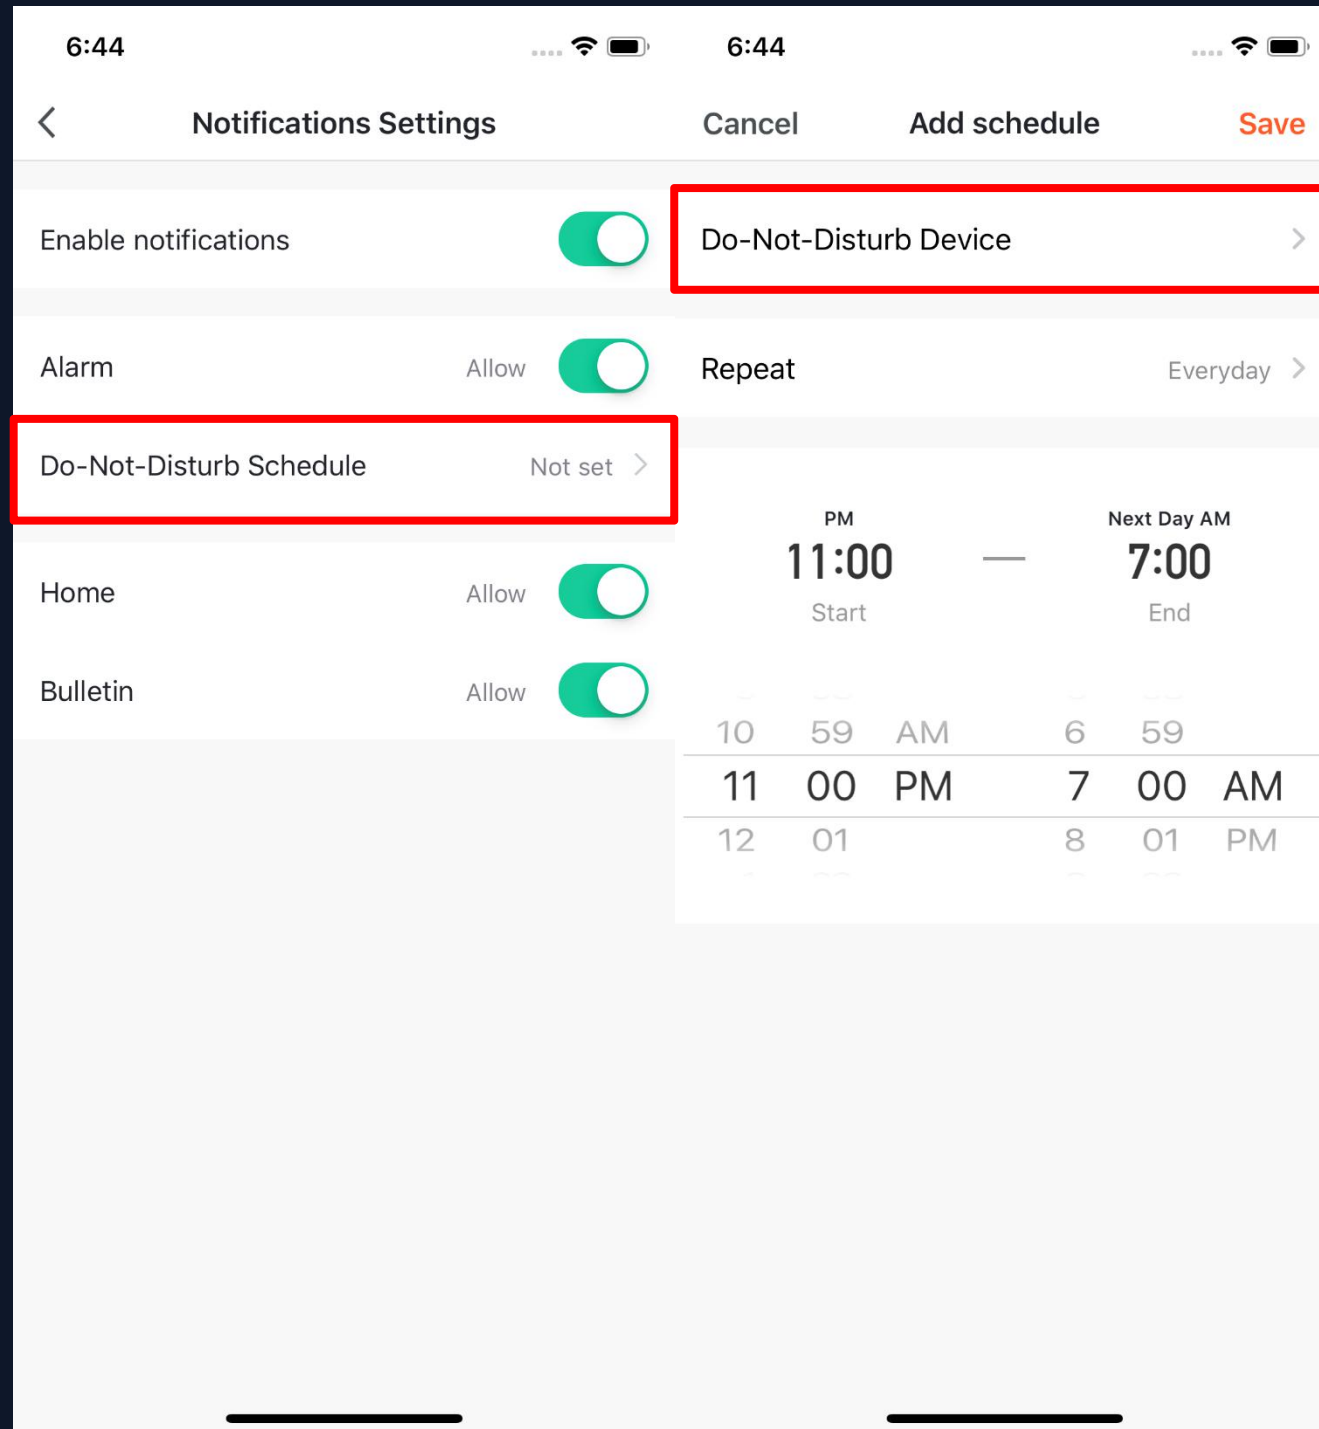 6:44
Notifications Settings
Enable notifications
Alarm Allow
Do-Not-Disturb Schedule Not set
Home Allow
Bulletin Allow
6:44
Cancel Add schedule Save
Do-Not-Disturb Device
Repeat Everyday
PM Next Day AM
11:00 — 7:00
Start End
10 59 AM 6 59
11 00 PM 7 00 AM
12 01 8 01 PM